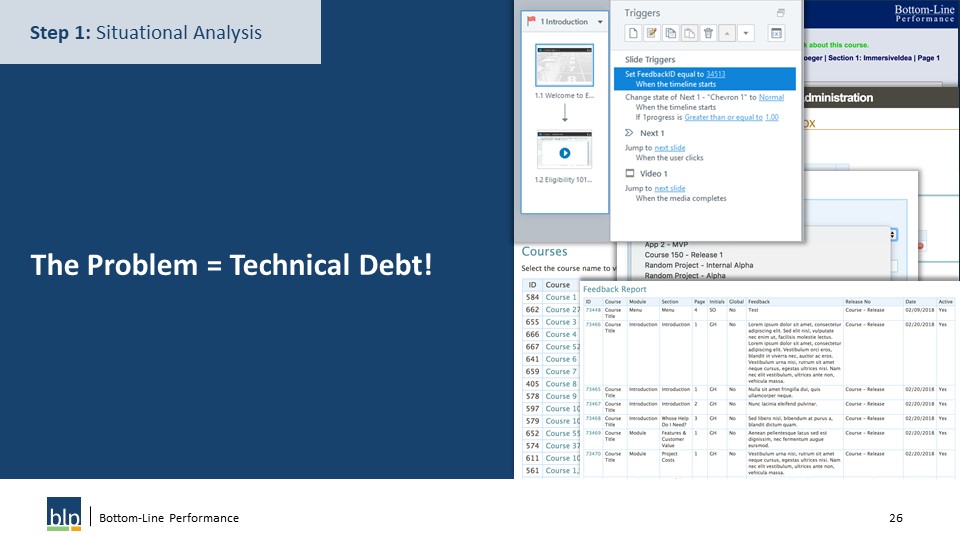 Step 1: Situational Analysis
The Problem = Technical Debt!
1 Introduction
1.1 Welcome to E...
1.2 Eligibility 101...
Triggers
Slide Triggers
Set FeedbackID equal to 34513
When the timeline starts
Change state of Next 1 - "Chevron 1" to Normal
When the timeline starts
If 1progress is Greater than or equal to 1.00
Next 1
Jump to next slide
When the user clicks
Video 1
Jump to next slide
When the media completes
Bottom-Line
Performance
k about this course.
oeger | Section 1: ImmersiveIdea | Page 1
dministration
OX
App 2 - MVP
Course 150 - Release 1
Random Project - Internal Alpha
Random Project - Alpha
Courses
Select the course name to v
ID Course
584 Course 1
662 Course 27
655 Course 3
666 Course 4
667 Course 52
641 Course 6
659 Course 7
405 Course 8
578 Course 9
597 Course 10
579 Course 10
652 Course 55
574 Course 37
611 Course 10
561 Course 1,
Feedback Report
ID Course Module Section Page Initials Global Feedback Release No Date Active
73448 Course Title Menu Menu 4 SO No Test Course - Release 02/09/2018 Yes
73466 Course Title Introduction Introduction 1 GH No Lorem ipsum dolor sit amet, consectetur Course - Release 02/20/2018 Yes
adipiscing elit. Sed elit nisl, vulputate
nec enim ut, facilisis molestie lectus.
Lorem ipsum dolor sit amet, consectetur
adipiscing elit. Vestibulum orci eros,
blandit in viverra nec, auctor ac eros.
Vestibulum urna nisi, rutrum sit amet
neque cursus, egestas ultrices nisi. Nam
nec elit vestibulum, ultrices ante non,
vehicula massa.
73465 Course Title Introduction Introduction 1 GH No Nulla sit amet fringilla dui, quis Course - Release 02/20/2018 Yes
ullamcorper neque.
73467 Course Title Introduction Introduction 2 GH No Nunc lacinia eleifend pulvinar. Course - Release 02/20/2018 Yes
73468 Course Title Introduction Whose Help Do I Need? 3 GH No Sed libero nisl, bibendum at purus a, Course - Release 02/20/2018 Yes
blandit dictum quam.
73469 Course Title Module Features & Customer Value 1 GH No Aenean pellentesque lacus sed est Course - Release 02/20/2018 Yes
dignissim, nec fermentum augue
euismod.
73470 Course Title Module Project Costs 1 GH No Vestibulum urna nisi, rutrum sit amet Course - Release 02/20/2018 Yes
neque cursus, egestas ultrices nisi. Nam
nec elit vestibulum, ultrices ante non,
vehicula massa.
blp
Bottom-Line Performance
26